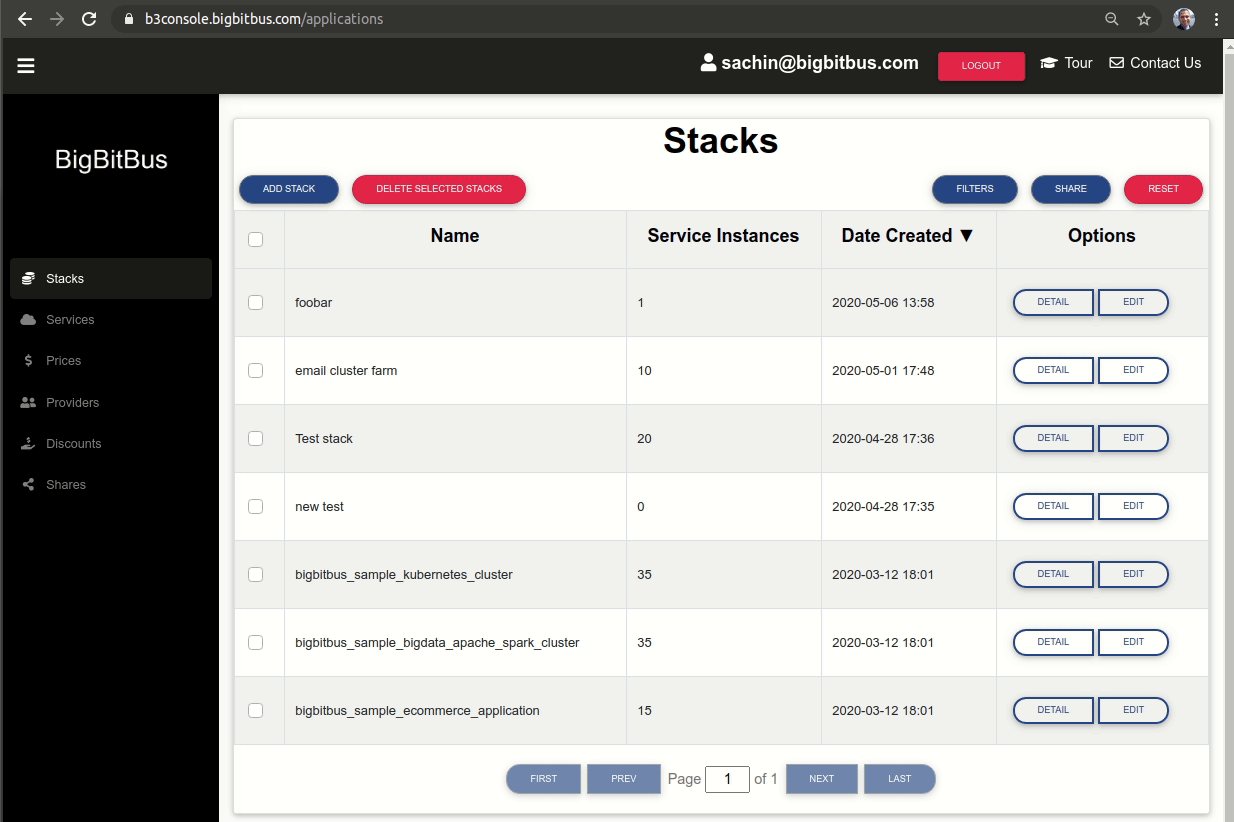 b3console.bigbitbus.com/applications
sachin@bigbitbus.com LOGOUT Tour Contact Us
BigBitBus
Stacks
Services
Prices
Providers
Discounts
Shares
Stacks
ADD STACK DELETE SELECTED STACKS FILTERS SHARE RESET
Name Service Instances Date Created ▼ Options
foobar 1 2020-05-06 13:58 DETAIL EDIT
email cluster farm 10 2020-05-01 17:48 DETAIL EDIT
Test stack 20 2020-04-28 17:36 DETAIL EDIT
new test 0 2020-04-28 17:35 DETAIL EDIT
bigbitbus_sample_kubernetes_cluster 35 2020-03-12 18:01 DETAIL EDIT
bigbitbus_sample_bigdata_apache_spark_cluster 35 2020-03-12 18:01 DETAIL EDIT
bigbitbus_sample_ecommerce_application 15 2020-03-12 18:01 DETAIL EDIT
FIRST PREV Page 1 of 1 NEXT LAST